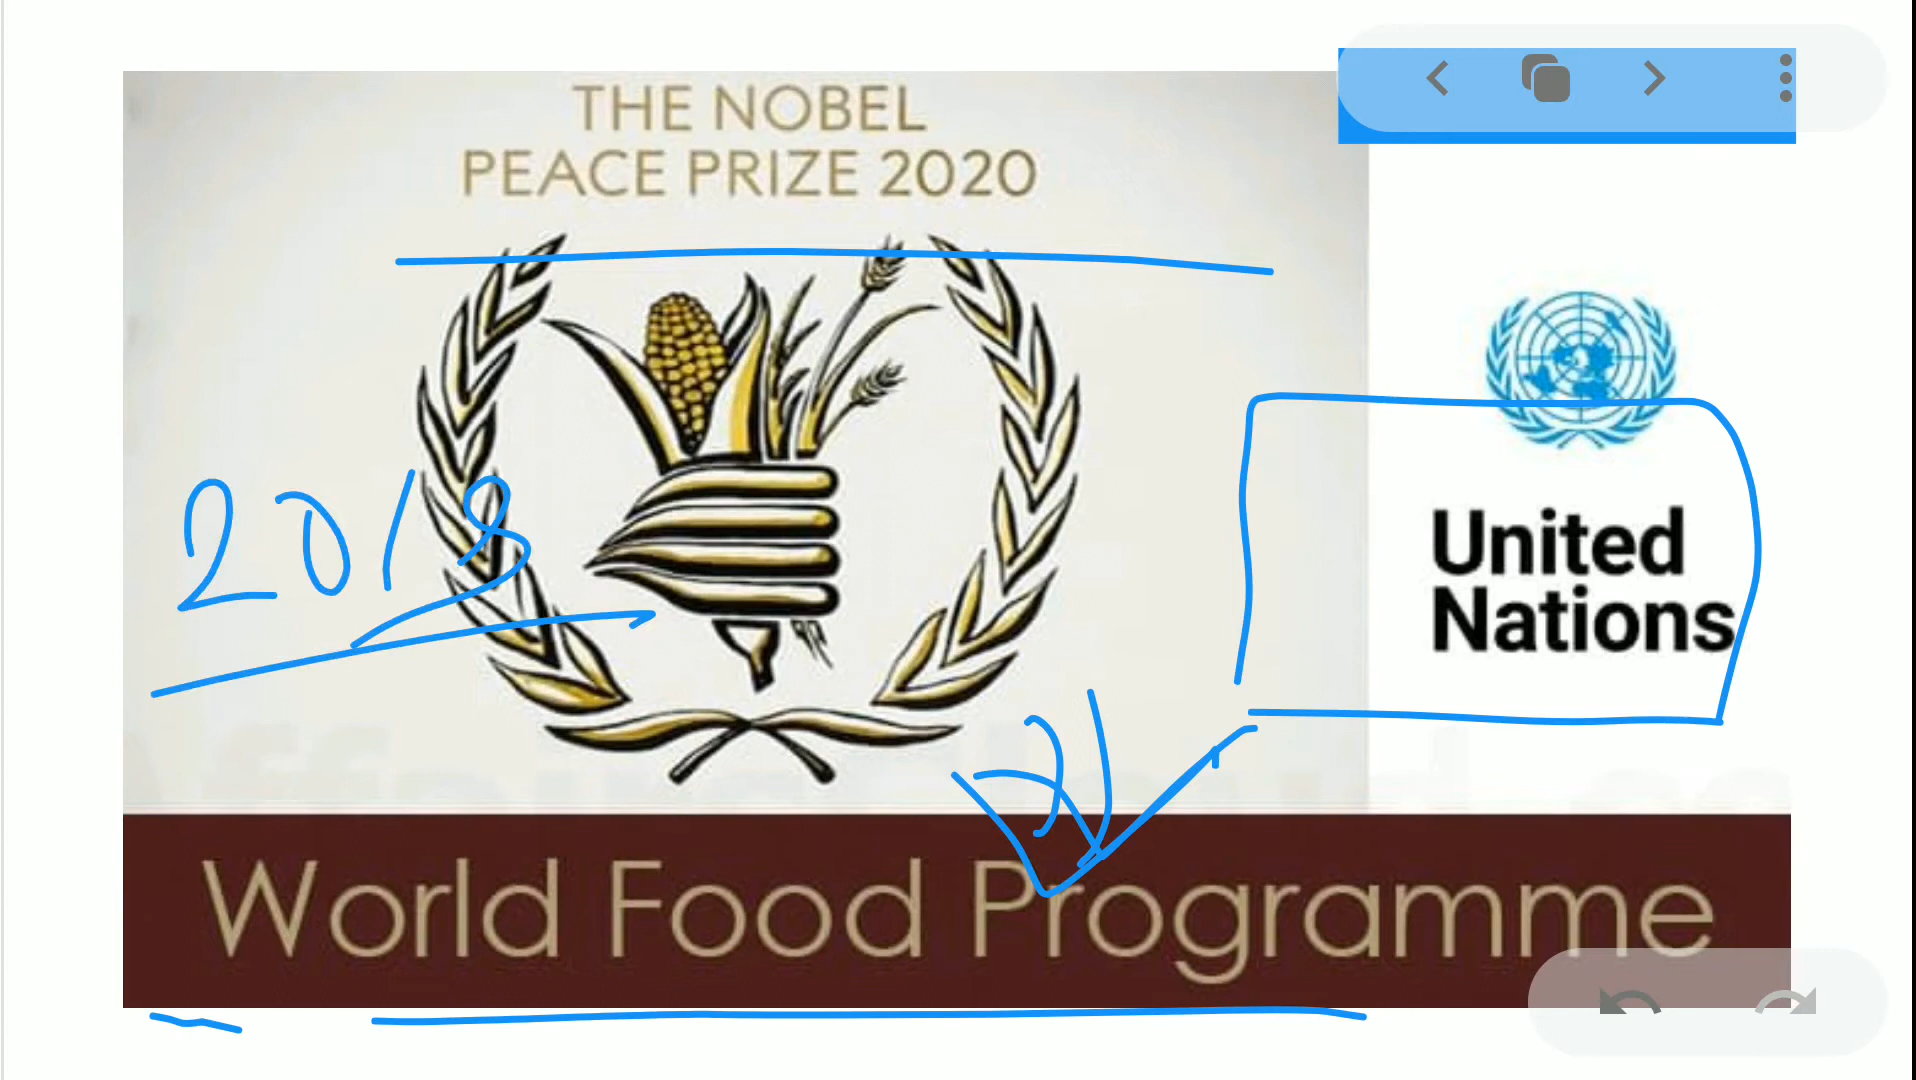 THE NOBEL
PEACE PRIZE 2020
United
Nations
2018
World Food Programme